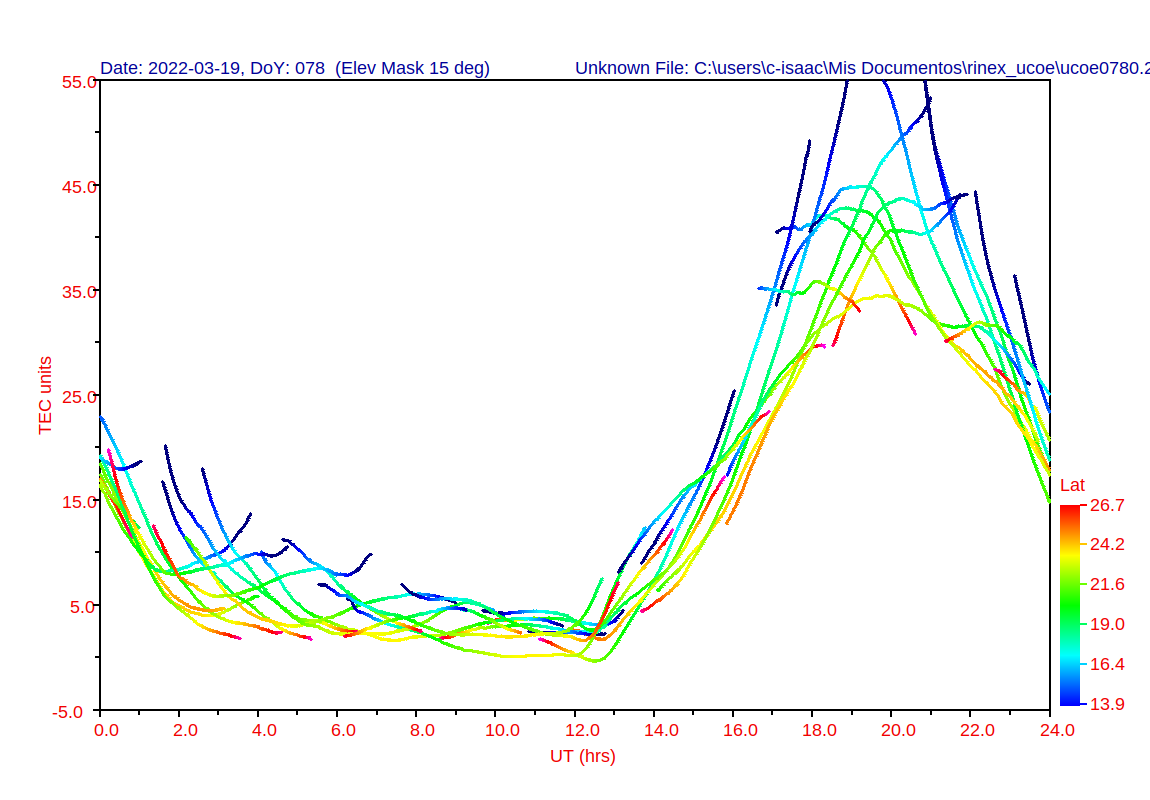 Date: 2022-03-19, DoY: 078  (Elev Mask 15 deg) Unknown File: C:\users\c-isaac\Mis Documentos\rinex_ucoe\ucoe0780.2
55.0
45.0
35.0
25.0
15.0
5.0
-5.0
TEC units
0.0 2.0 4.0 6.0 8.0 10.0 12.0 14.0 16.0 18.0 20.0 22.0 24.0
UT (hrs)
Lat
26.7
24.2
21.6
19.0
16.4
13.9